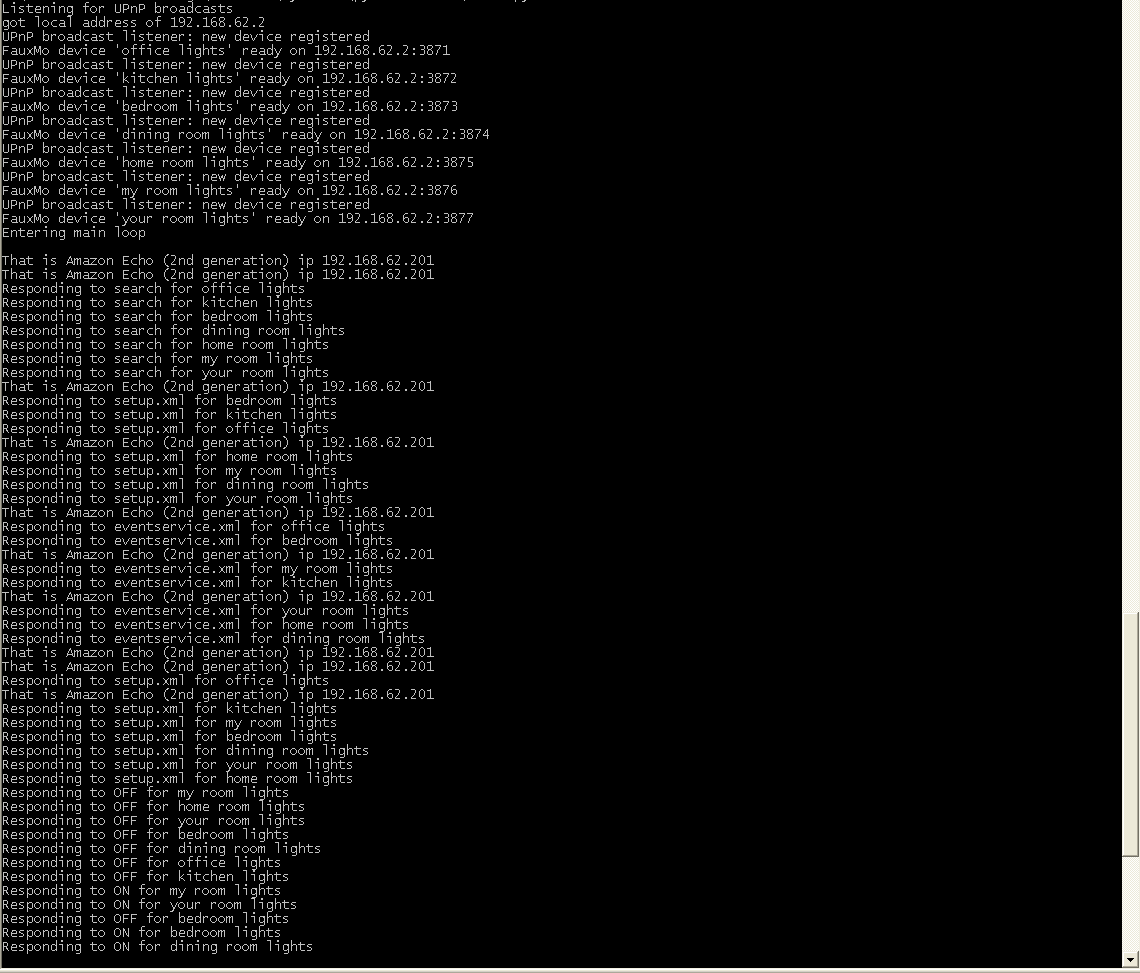 Listening for UPnP broadcasts
got local address of 192.168.62.2
UPnP broadcast listener: new device registered
FauxMo device 'office lights' ready on 192.168.62.2:3871
UPnP broadcast listener: new device registered
FauxMo device 'kitchen lights' ready on 192.168.62.2:3872
UPnP broadcast listener: new device registered
FauxMo device 'bedroom lights' ready on 192.168.62.2:3873
UPnP broadcast listener: new device registered
FauxMo device 'dining room lights' ready on 192.168.62.2:3874
UPnP broadcast listener: new device registered
FauxMo device 'home room lights' ready on 192.168.62.2:3875
UPnP broadcast listener: new device registered
FauxMo device 'my room lights' ready on 192.168.62.2:3876
UPnP broadcast listener: new device registered
FauxMo device 'your room lights' ready on 192.168.62.2:3877
Entering main loop
That is Amazon Echo (2nd generation) ip 192.168.62.201
That is Amazon Echo (2nd generation) ip 192.168.62.201
Responding to search for office lights
Responding to search for kitchen lights
Responding to search for bedroom lights
Responding to search for dining room lights
Responding to search for home room lights
Responding to search for my room lights
Responding to search for your room lights
That is Amazon Echo (2nd generation) ip 192.168.62.201
Responding to setup.xml for bedroom lights
Responding to setup.xml for kitchen lights
Responding to setup.xml for office lights
That is Amazon Echo (2nd generation) ip 192.168.62.201
Responding to setup.xml for home room lights
Responding to setup.xml for my room lights
Responding to setup.xml for dining room lights
Responding to setup.xml for your room lights
That is Amazon Echo (2nd generation) ip 192.168.62.201
Responding to eventservice.xml for office lights
Responding to eventservice.xml for bedroom lights
That is Amazon Echo (2nd generation) ip 192.168.62.201
Responding to eventservice.xml for my room lights
Responding to eventservice.xml for kitchen lights
That is Amazon Echo (2nd generation) ip 192.168.62.201
Responding to eventservice.xml for your room lights
Responding to eventservice.xml for home room lights
Responding to eventservice.xml for dining room lights
That is Amazon Echo (2nd generation) ip 192.168.62.201
That is Amazon Echo (2nd generation) ip 192.168.62.201
Responding to setup.xml for office lights
That is Amazon Echo (2nd generation) ip 192.168.62.201
Responding to setup.xml for kitchen lights
Responding to setup.xml for my room lights
Responding to setup.xml for bedroom lights
Responding to setup.xml for dining room lights
Responding to setup.xml for your room lights
Responding to setup.xml for home room lights
Responding to OFF for my room lights
Responding to OFF for home room lights
Responding to OFF for your room lights
Responding to OFF for bedroom lights
Responding to OFF for dining room lights
Responding to OFF for office lights
Responding to OFF for kitchen lights
Responding to ON for my room lights
Responding to ON for your room lights
Responding to OFF for bedroom lights
Responding to ON for bedroom lights
Responding to ON for dining room lights